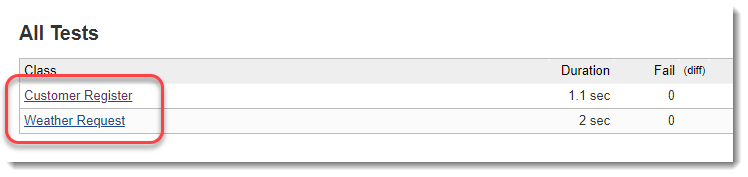 All Tests
Class Duration Fail (diff)
Customer Register 1.1 sec 0
Weather Request 2 sec 0